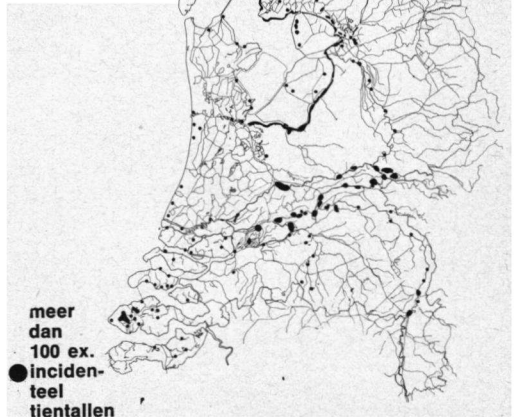 meer
dan
100 ex.
inciden-
teel
tientallen